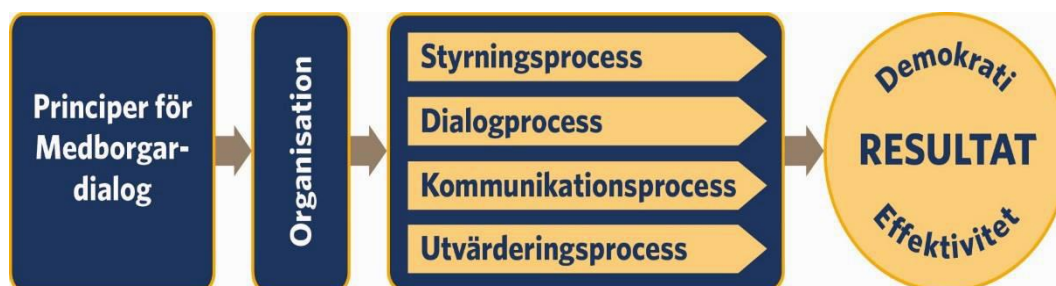 Principer för
Medborgar-
dialog
Organisation
Styrningsprocess
Dialogprocess
Kommunikationsprocess
Utvärderingsprocess
Demokrati
RESULTAT
Effektivitet